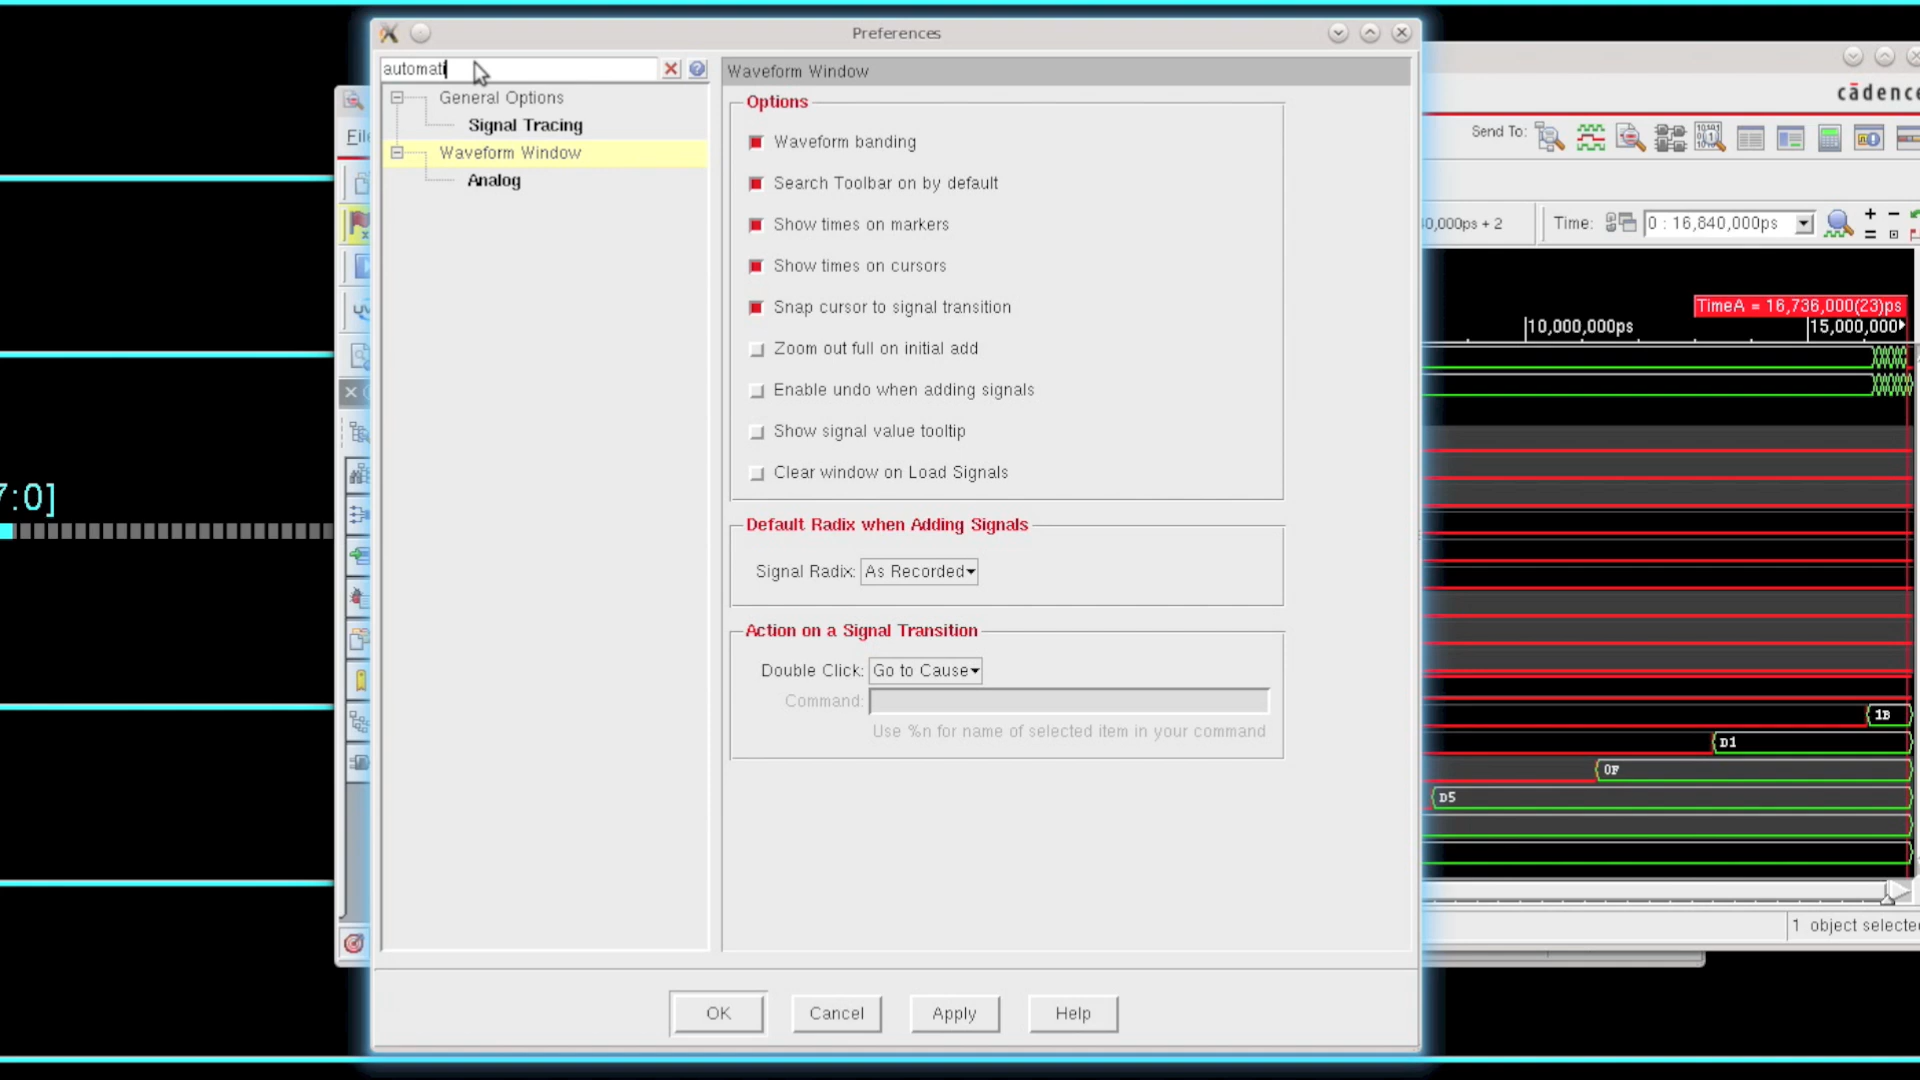 Preferences
automati
General Options
Signal Tracing
Waveform Window
Analog
Waveform Window
Options
Waveform banding
Search Toolbar on by default
Show times on markers
Show times on cursors
Snap cursor to signal transition
Zoom out full on initial add
Enable undo when adding signals
Show signal value tooltip
Clear window on Load Signals
Default Radix when Adding Signals
Signal Radix: As Recorded
Action on a Signal Transition
Double Click: Go to Cause
Command:
Use %n for name of selected item in your command
OK Cancel Apply Help
7:0]
cādence
Send To:
0,000ps + 2 Time: 0 : 16,840,000ps
TimeA = 16,736,000(23)ps
10,000,000ps 15,000,000
1B
D1
0F
D5
1 object selected